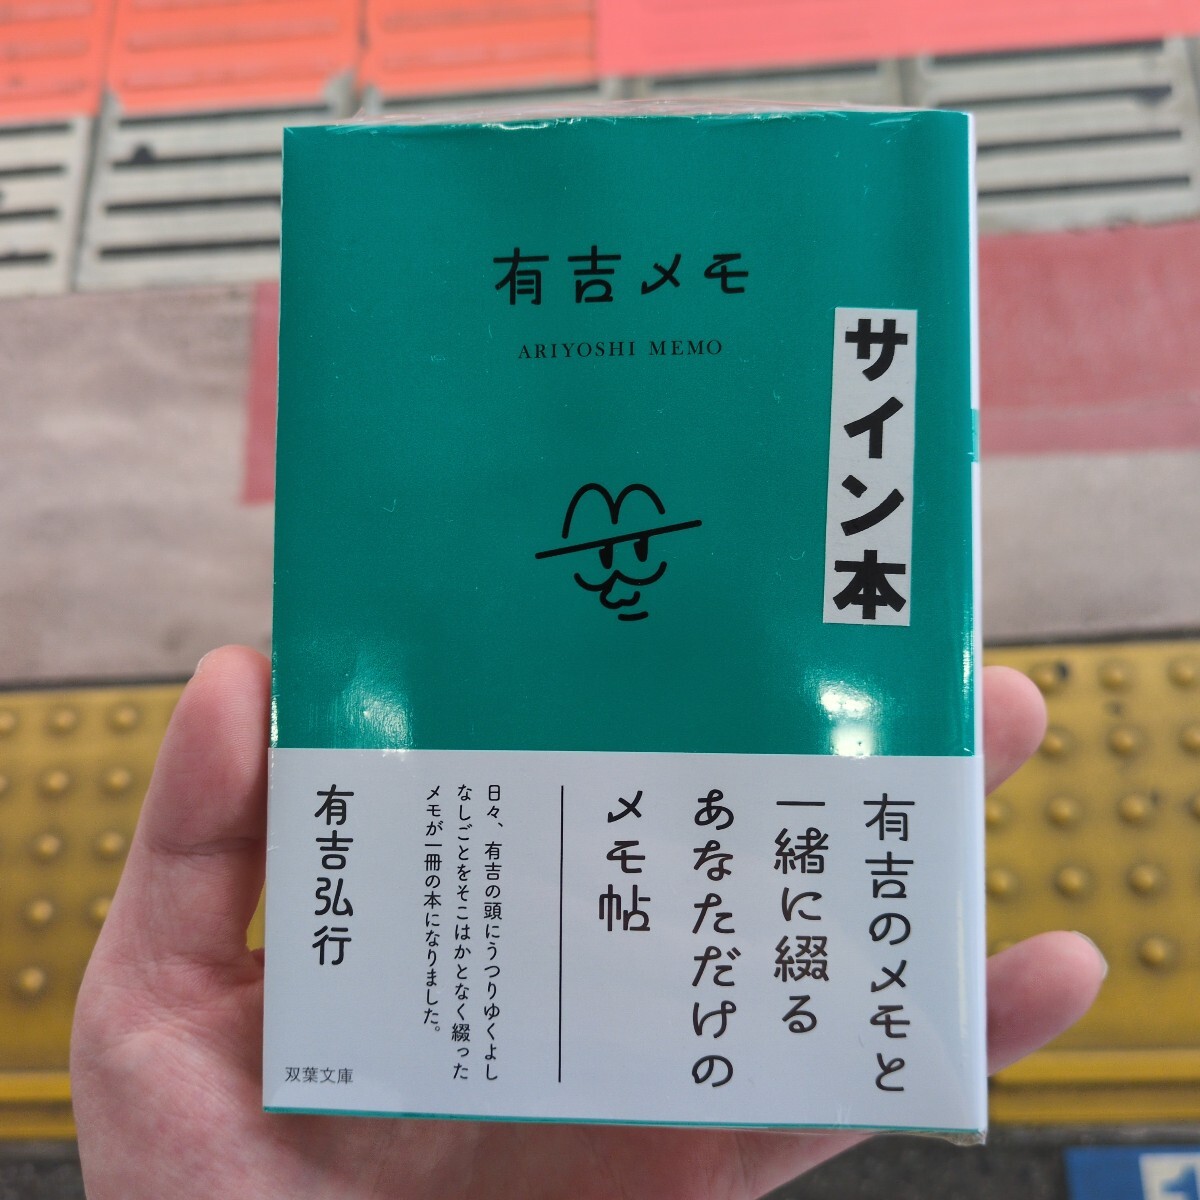 有吉メモ
ARIYOSHI MEMO
サイン本
有吉のメモと
一緒に綴る
あなただけの
メモ帖
日々、有吉の頭にうつりゆくよし
なしごとをそこはかとなく綴った
メモが一冊の本になりました。
有吉弘行
双葉文庫